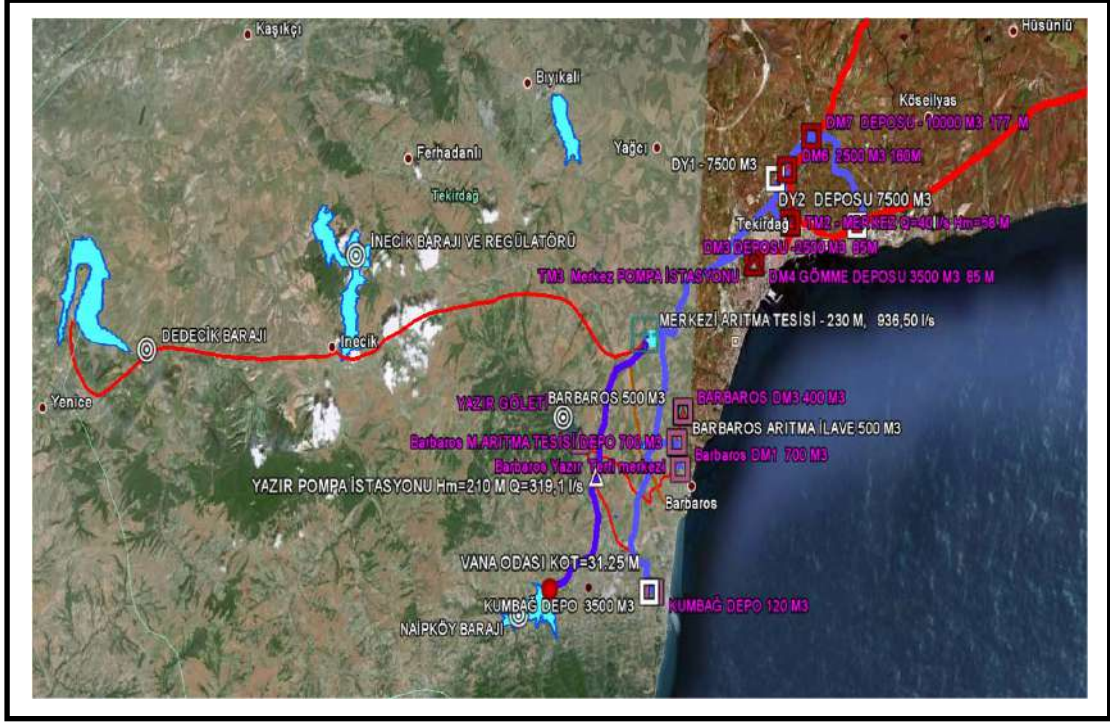 Kaşıkçı
Hüsünlü
Bıyıkali
Köseilyas
DM7 DEPOSU - 10000 M3 177 M
Yağcı
Ferhadanlı
DM6 2500 M3 160M
DY1 - 7500 M3
Tekirdağ
DY2 DEPOSU 7500 M3
Tekirdağ
TM2 - MERKEZ Q=40 l/s Hm=66 M
İNECİK BARAJI VE REGÜLATÖRÜ
DM3 DEPOSU -2500 M3 85M
TM3 Merkez POMPA İSTASYONU
DM4 GÖMME DEPOSU 3500 M3 85 M
MERKEZİ ARITMA TESİSİ - 230 M, 936,50 l/s
DEDECİK BARAJI
İnecik
Yenice
YAZIR GÖLETİ
BARBAROS 500 M3
BARBAROS DM3 400 M3
BARBAROS ARITMA İLAVE 500 M3
Barbaros M.ARITMA TESİSİ DEPO 700 M3
Barbaros DM1 700 M3
Barbaros Yazır Terfi merkezi
YAZIR POMPA İSTASYONU Hm=210 M Q=319,1 l/s
Barbaros
VANA ODASI KOT=31.25 M
KUMBAĞ DEPO 3500 M3
KUMBAĞ DEPO 120 M3
NAİPKÖY BARAJI